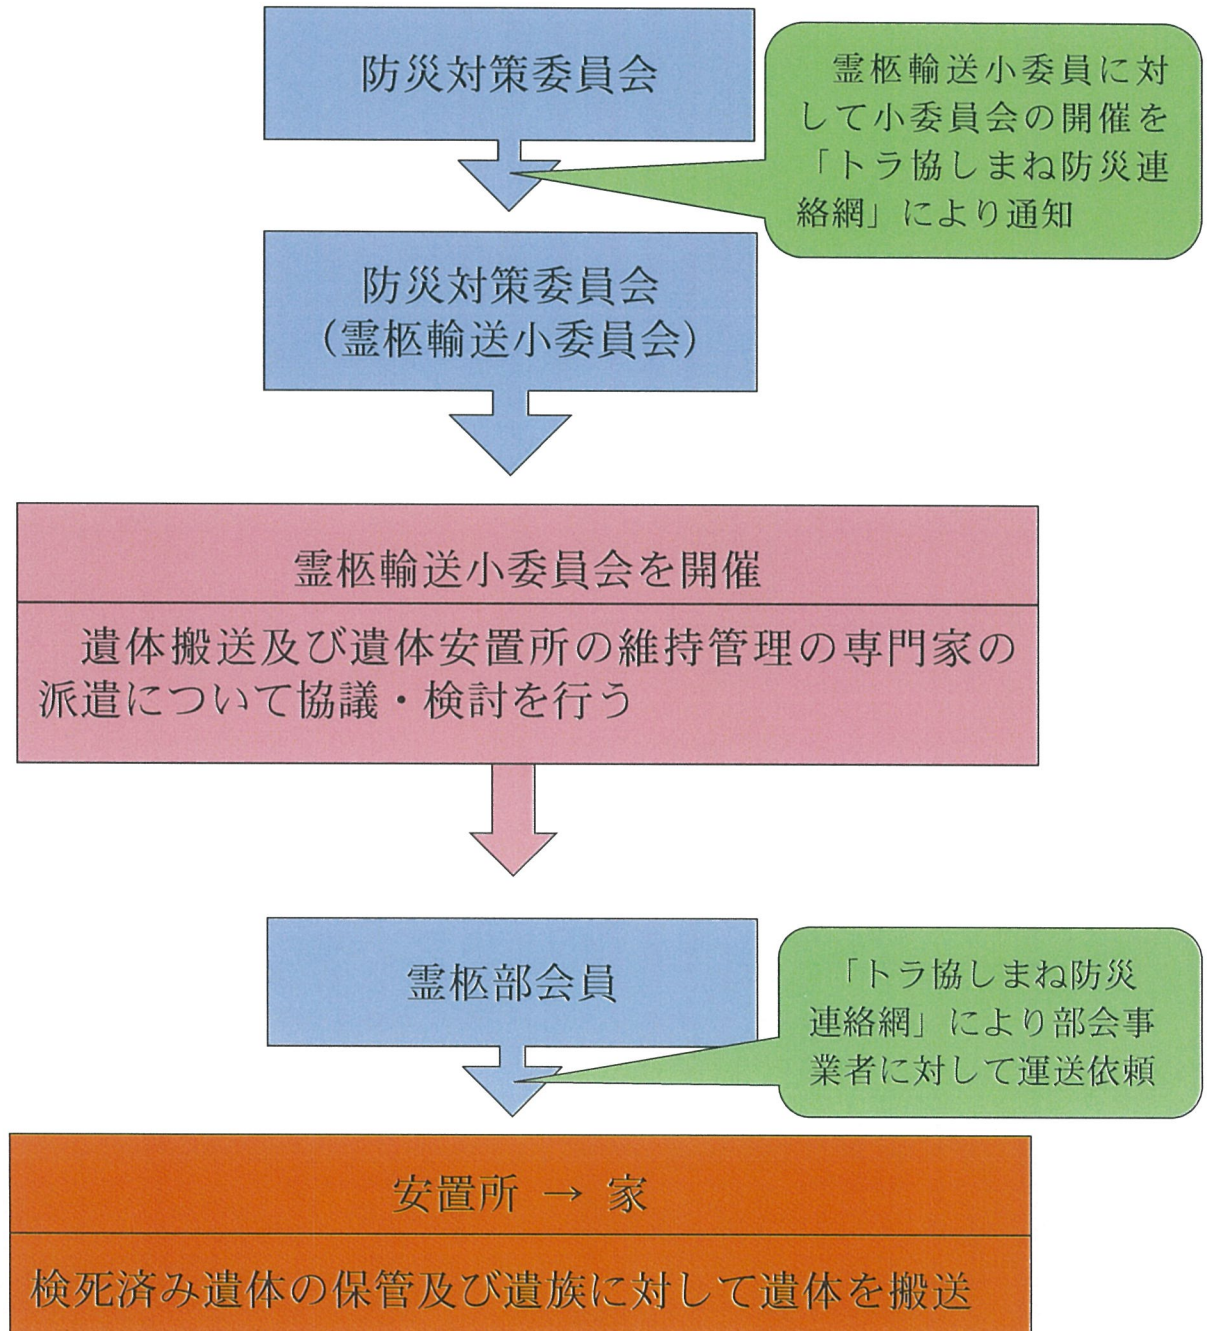 防災対策委員会
霊柩輸送小委員に対
して小委員会の開催を
「トラ協しまね防災連
絡網」により通知
防災対策委員会
（霊柩輸送小委員会）
霊柩輸送小委員会を開催
遺体搬送及び遺体安置所の維持管理の専門家の
派遣について協議・検討を行う
霊柩部会員
「トラ協しまね防災
連絡網」により部会事
業者に対して運送依頼
安置所 → 家
検死済み遺体の保管及び遺族に対して遺体を搬送